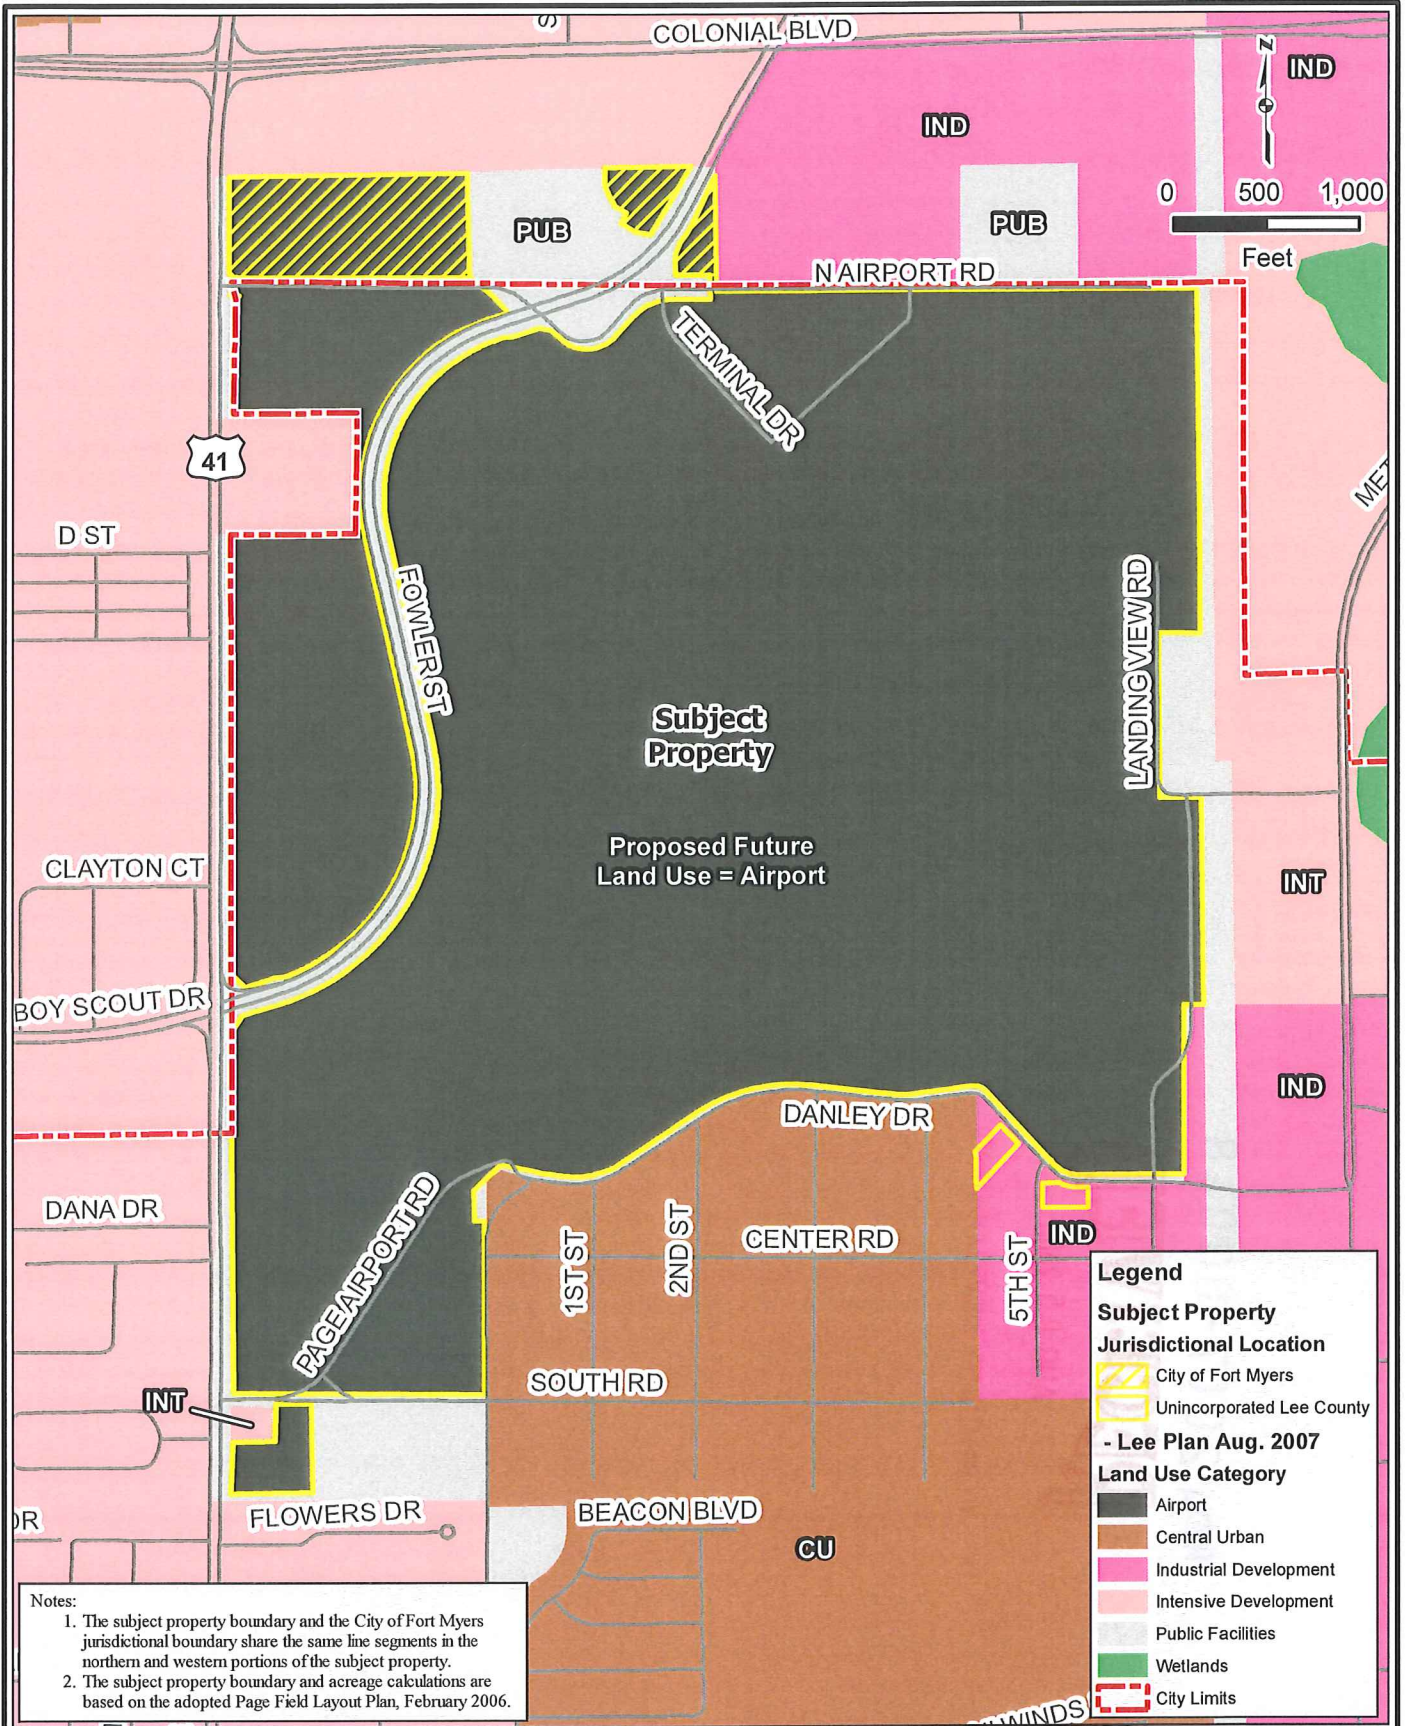 S
COLONIAL BLVD
N
IND
IND
0 500 1,000
Feet
PUB
PUB
N AIRPORT RD
TERMINAL DR
41
MET
D ST
FOWLER ST
LANDINGVIEW RD
Subject
Property
Proposed Future
Land Use = Airport
CLAYTON CT
INT
BOY SCOUT DR
IND
DANLEY DR
DANA DR
PAGE AIRPORT RD
1ST ST
2ND ST
CENTER RD
5TH ST
IND
SOUTH RD
INT
FLOWERS DR
BEACON BLVD
CU
DR
WINDS
Legend
Subject Property
Jurisdictional Location
City of Fort Myers
Unincorporated Lee County
- Lee Plan Aug. 2007
Land Use Category
Airport
Central Urban
Industrial Development
Intensive Development
Public Facilities
Wetlands
City Limits
Notes:
1. The subject property boundary and the City of Fort Myers
jurisdictional boundary share the same line segments in the
northern and western portions of the subject property.
2. The subject property boundary and acreage calculations are
based on the adopted Page Field Layout Plan, February 2006.